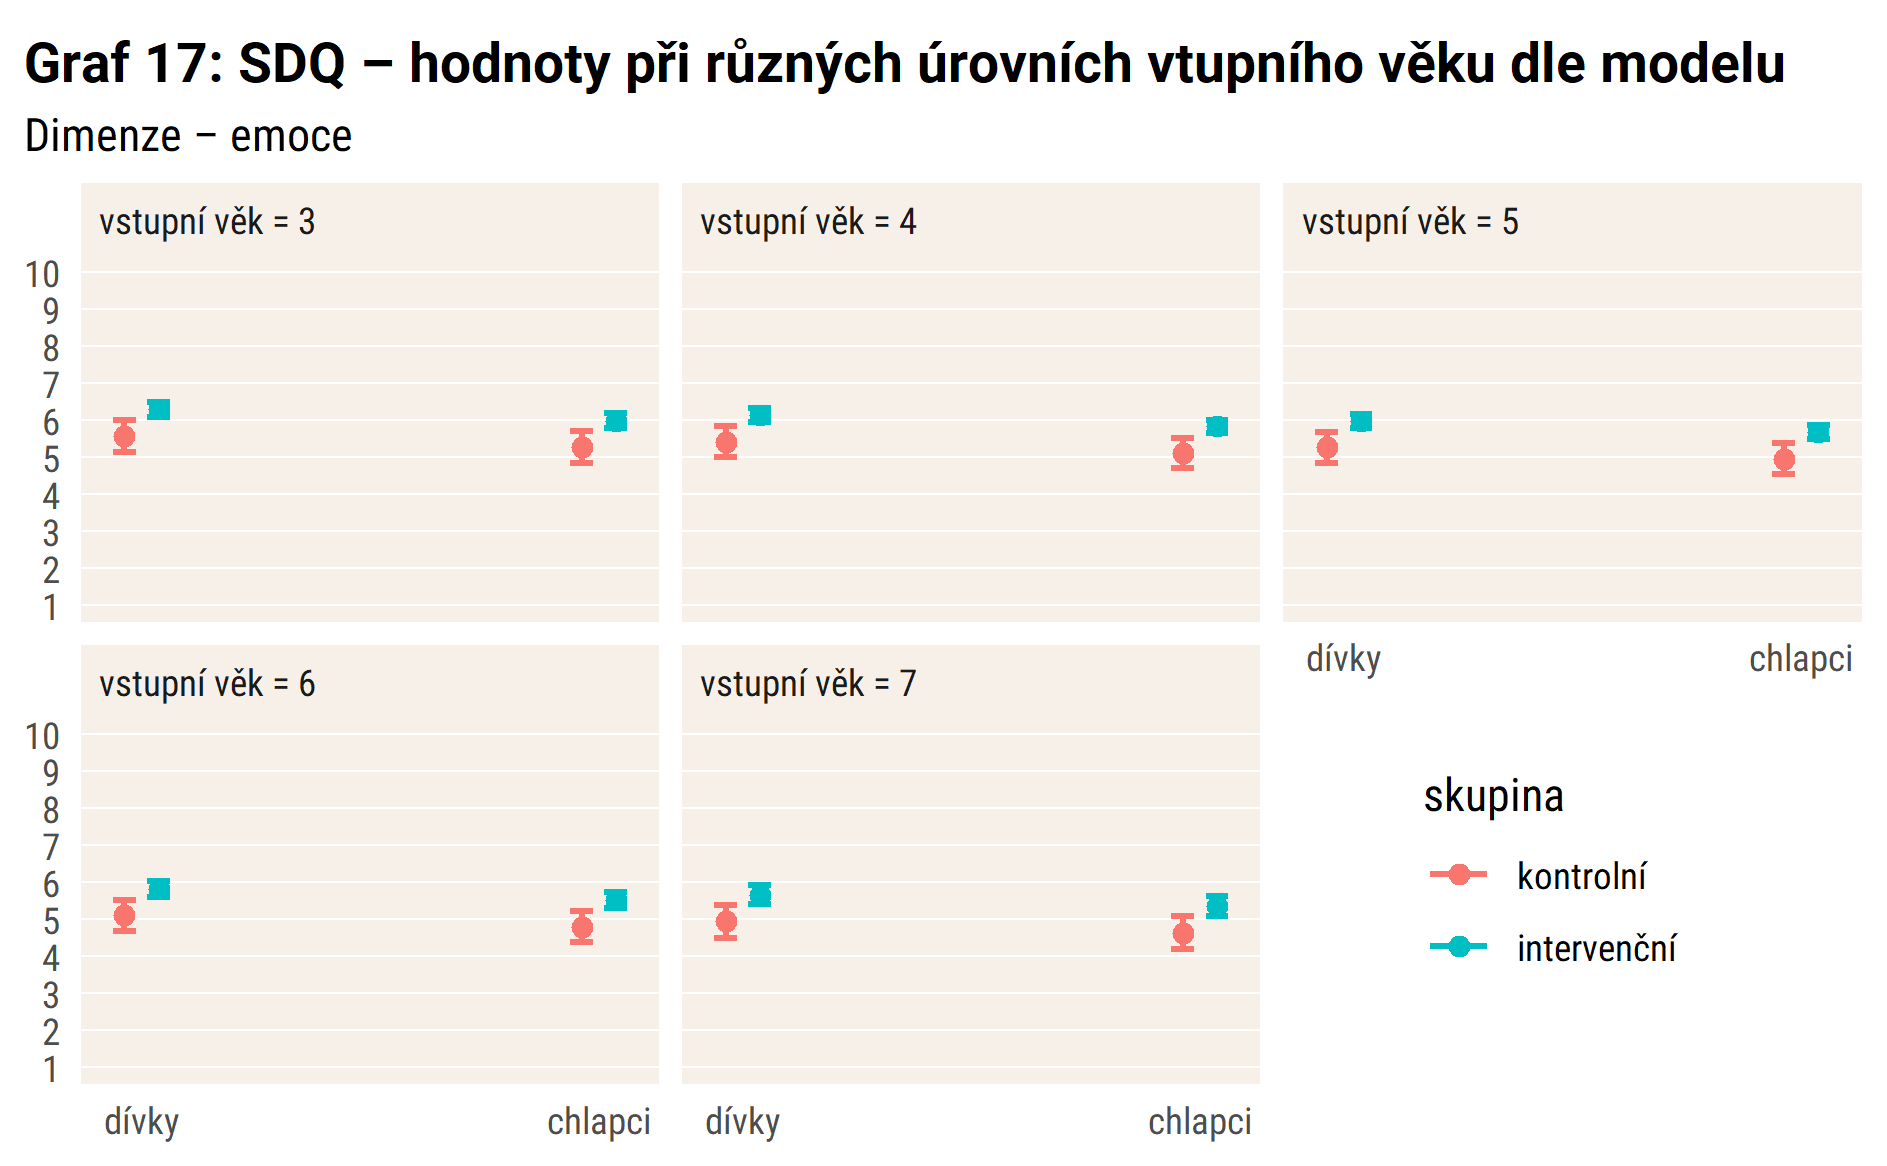 Graf 17: SDQ – hodnoty při různých úrovních vtupního věku dle modelu
Dimenze – emoce
vstupní věk = 3
vstupní věk = 4
vstupní věk = 5
10
9
8
7
6
5
4
3
2
1
dívky
chlapci
vstupní věk = 6
vstupní věk = 7
10
9
8
7
6
5
4
3
2
1
skupina
kontrolní
intervenční
dívky
chlapci
dívky
chlapci